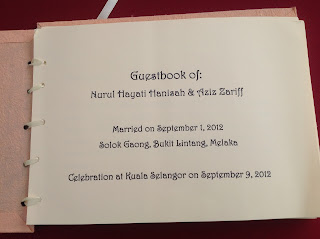 Guestbook of:
Nurul Hayati Hanisah & Aziz Zariff
Married on September 1, 2012
Solok Gaong, Bukit Lintang, Melaka
Celebration at Kuala Selangor on September 9, 2012